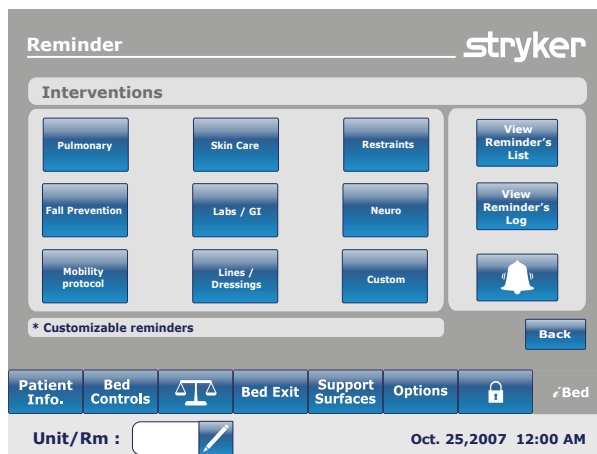 Reminder
stryker
Interventions
Pulmonary
Skin Care
Restraints
View
Reminder's
List
Fall Prevention
Labs / GI
Neuro
View
Reminder's
Log
Mobility
protocol
Lines /
Dressings
Custom
* Customizable reminders
Back
Patient
Info.
Bed
Controls
Bed Exit
Support
Surfaces
Options
iBed
Unit/Rm :
Oct. 25,2007 12:00 AM